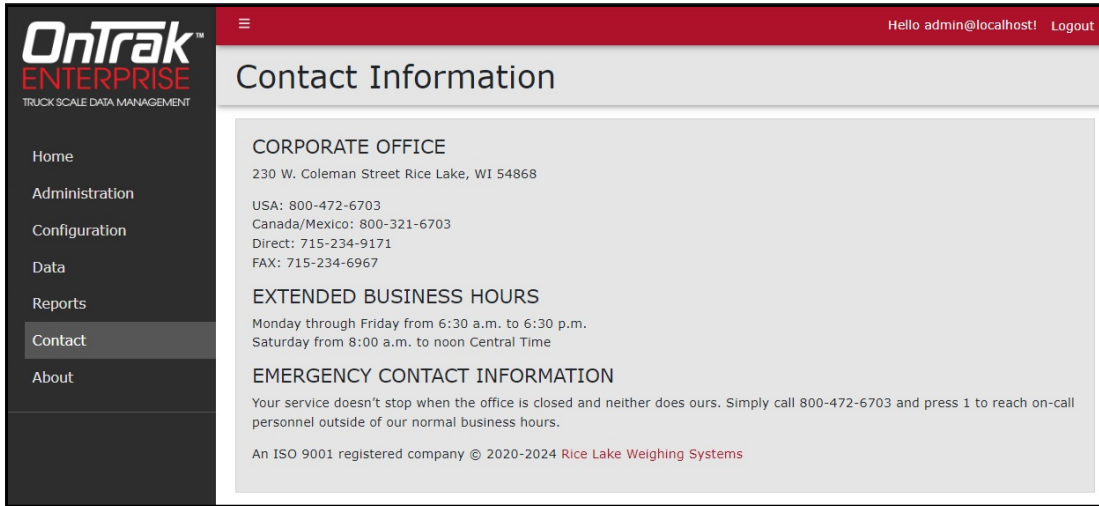 OnTrak™
ENTERPRISE
TRUCK SCALE DATA MANAGEMENT
Home
Administration
Configuration
Data
Reports
Contact
About
Hello admin@localhost! Logout
Contact Information
CORPORATE OFFICE
230 W. Coleman Street Rice Lake, WI 54868
USA: 800-472-6703
Canada/Mexico: 800-321-6703
Direct: 715-234-9171
FAX: 715-234-6967
EXTENDED BUSINESS HOURS
Monday through Friday from 6:30 a.m. to 6:30 p.m.
Saturday from 8:00 a.m. to noon Central Time
EMERGENCY CONTACT INFORMATION
Your service doesn’t stop when the office is closed and neither does ours. Simply call 800-472-6703 and press 1 to reach on-call
personnel outside of our normal business hours.
An ISO 9001 registered company © 2020-2024 Rice Lake Weighing Systems